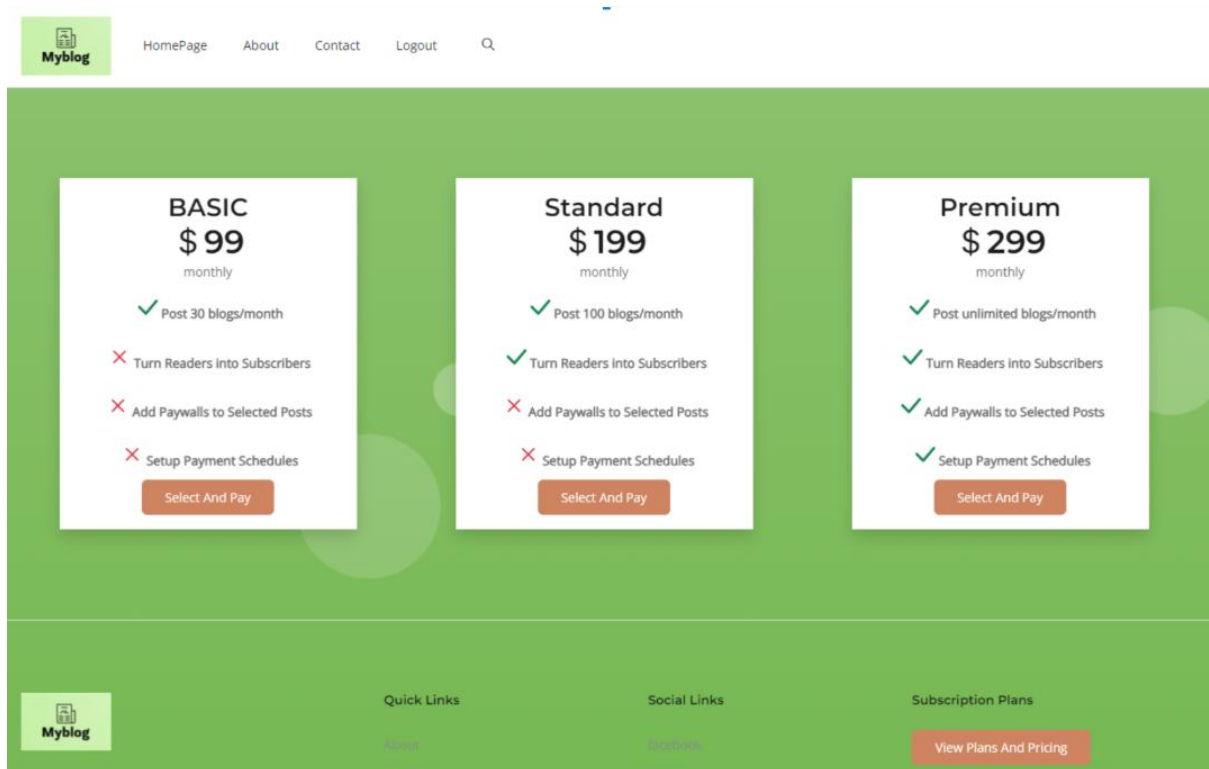 Myblog
HomePage About Contact Logout
BASIC
$ 99
monthly
Post 30 blogs/month
Turn Readers into Subscribers
Add Paywalls to Selected Posts
Setup Payment Schedules
Select And Pay
Standard
$ 199
monthly
Post 100 blogs/month
Turn Readers into Subscribers
Add Paywalls to Selected Posts
Setup Payment Schedules
Select And Pay
Premium
$ 299
monthly
Post unlimited blogs/month
Turn Readers into Subscribers
Add Paywalls to Selected Posts
Setup Payment Schedules
Select And Pay
Myblog
Quick Links
About
Social Links
facebook
Subscription Plans
View Plans And Pricing